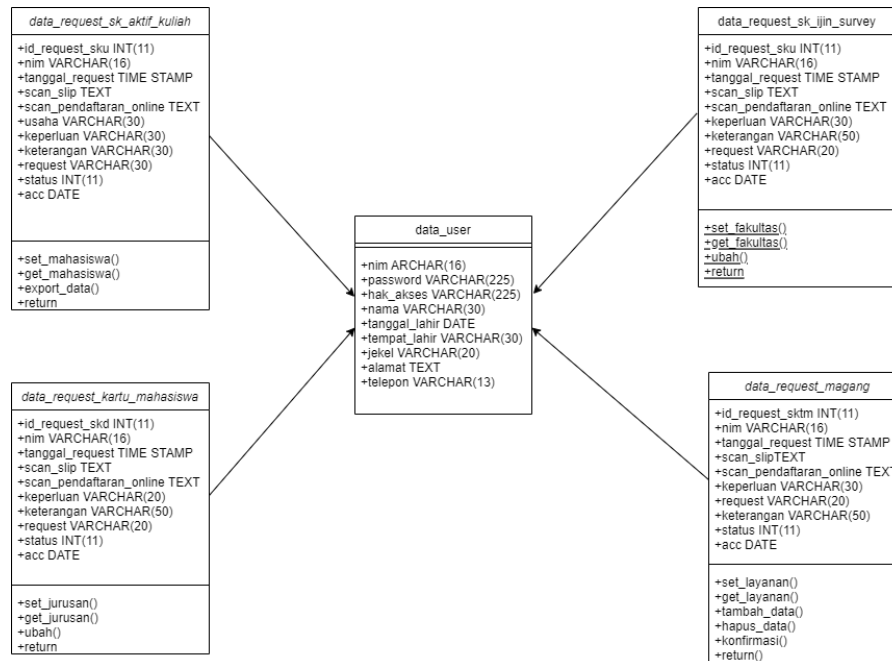 data_request_sk_aktif_kuliah
+id_request_sku INT(11)
+nim VARCHAR(16)
+tanggal_request TIME STAMP
+scan_slip TEXT
+scan_pendaftaran_online TEXT
+usaha VARCHAR(30)
+keperluan VARCHAR(30)
+keterangan VARCHAR(30)
+request VARCHAR(30)
+status INT(11)
+acc DATE
+set_mahasiswa()
+get_mahasiswa()
+export_data()
+return
data_request_sk_ijin_survey
+id_request_sku INT(11)
+nim VARCHAR(16)
+tanggal_request TIME STAMP
+scan_slip TEXT
+scan_pendaftaran_online TEXT
+keperluan VARCHAR(30)
+keterangan VARCHAR(50)
+request VARCHAR(20)
+status INT(11)
+acc DATE
+set_fakultas()
+get_fakultas()
+ubah()
+return
data_user
+nim ARCHAR(16)
+password VARCHAR(225)
+hak_akses VARCHAR(225)
+nama VARCHAR(30)
+tanggal_lahir DATE
+tempat_lahir VARCHAR(30)
+jekel VARCHAR(20)
+alamat TEXT
+telepon VARCHAR(13)
data_request_kartu_mahasiswa
+id_request_skd INT(11)
+nim VARCHAR(16)
+tanggal_request TIME STAMP
+scan_slip TEXT
+scan_pendaftaran_online TEXT
+keperluan VARCHAR(20)
+keterangan VARCHAR(50)
+request VARCHAR(20)
+status INT(11)
+acc DATE
+set_jurusan()
+get_jurusan()
+ubah()
+return
data_request_magang
+id_request_sktm INT(11)
+nim VARCHAR(16)
+tanggal_request TIME STAMP
+scan_slipTEXT
+scan_pendaftaran_online TEXT
+keperluan VARCHAR(30)
+request VARCHAR(20)
+keterangan VARCHAR(50)
+status INT(11)
+acc DATE
+set_layanan()
+get_layanan()
+tambah_data()
+hapus_data()
+konfirmasi()
+return()